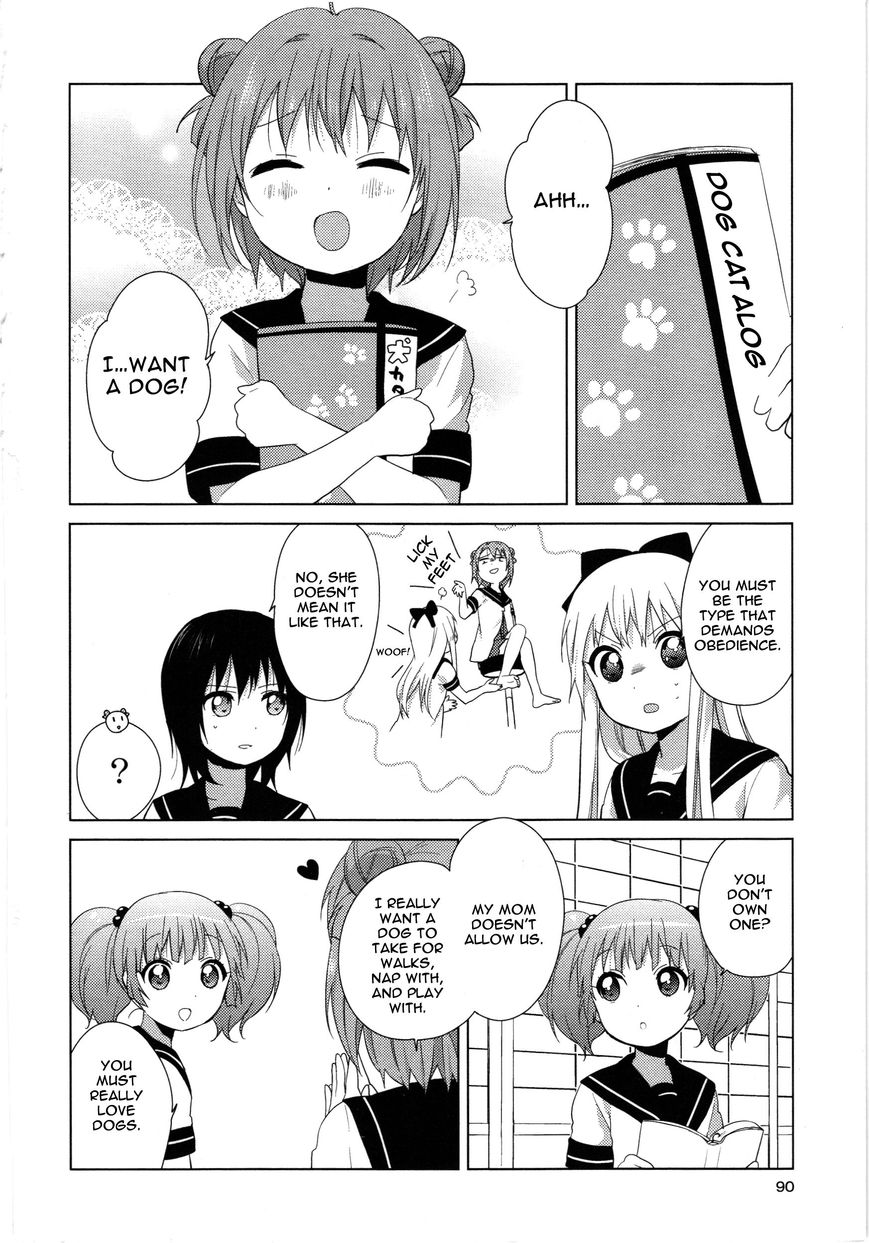 DOG CATALOG
AHH...
I...WANT
A DOG!
犬
YOU MUST
BE THE
TYPE THAT
DEMANDS
OBEDIENCE.
LICK
MY
FEET
WOOF!
NO, SHE
DOESN'T
MEAN IT
LIKE THAT.
?
YOU
DON'T
OWN
ONE?
MY MOM
DOESN'T
ALLOW US.
I REALLY
WANT A
DOG TO
TAKE FOR
WALKS,
NAP WITH,
AND PLAY
WITH.
YOU
MUST
REALLY
LOVE
DOGS.
90